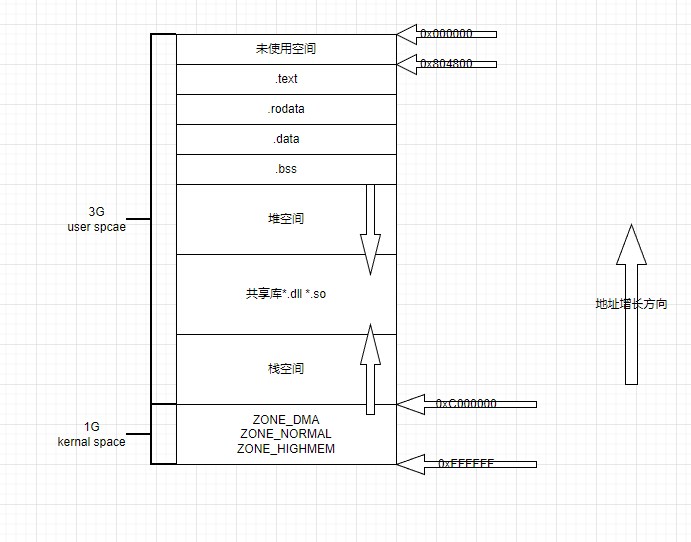 未使用空间
0x000000
0x804800
.text
.rodata
.data
.bss
3G
user spcae
堆空间
共享库*.dll *.so
地址增长方向
栈空间
0xC000000
1G
kernal space
ZONE_DMA
ZONE_NORMAL
ZONE_HIGHMEM
0xFFFFFF